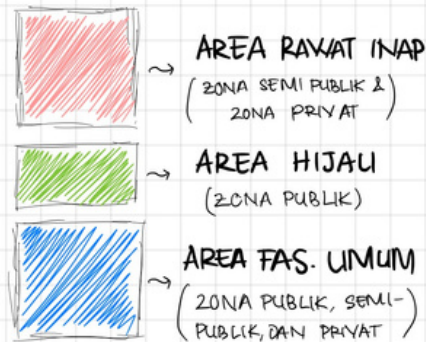 AREA RAWAT INAP
(ZONA SEMI PUBLIK &
ZONA PRIVAT)
AREA HIJAU
(ZONA PUBLIK)
AREA FAS. UMUM
(ZONA PUBLIK, SEMI-
PUBLIK, DAN PRIVAT)